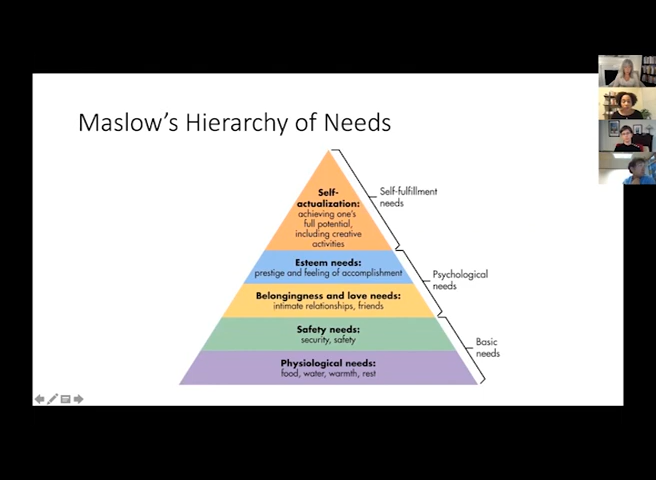 Maslow's Hierarchy of Needs
Self-
actualization:
achieving one's
full potential,
including creative
activities
Self-fulfillment
needs
Esteem needs:
prestige and feeling of accomplishment
Psychological
needs
Belongingness and love needs:
intimate relationships, friends
Safety needs:
security, safety
Basic
needs
Physiological needs:
food, water, warmth, rest